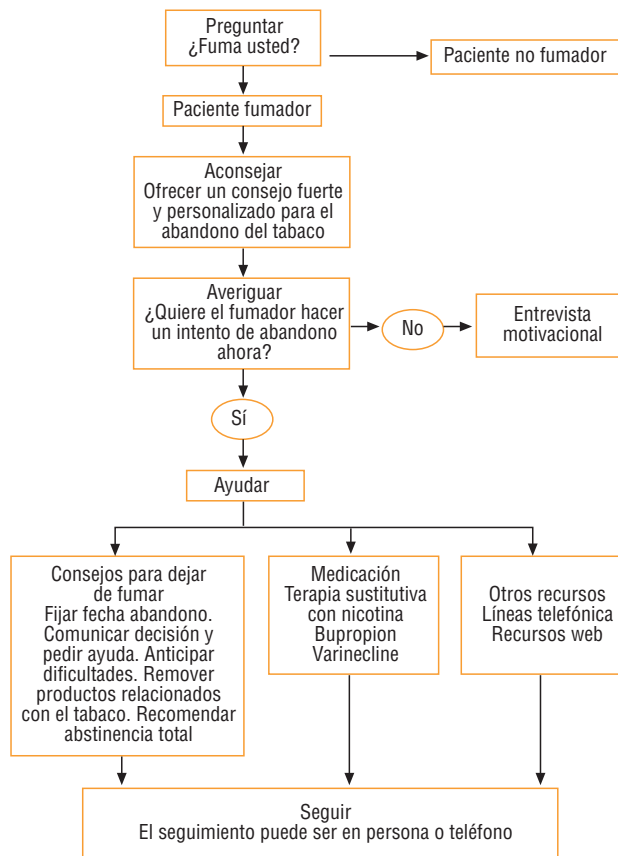 Preguntar
¿Fuma usted?
Paciente no fumador
Paciente fumador
Aconsejar
Ofrecer un consejo fuerte
y personalizado para el
abandono del tabaco
Averiguar
¿Quiere el fumador hacer
un intento de abandono
ahora?
No
Entrevista
motivacional
Sí
Ayudar
Consejos para dejar
de fumar
Fijar fecha abandono.
Comunicar decisión y
pedir ayuda. Anticipar
dificultades. Remover
productos relacionados
con el tabaco. Recomendar
abstinencia total
Medicación
Terapia sustitutiva
con nicotina
Bupropion
Varinecline
Otros recursos
Líneas telefónica
Recursos web
Seguir
El seguimiento puede ser en persona o teléfono